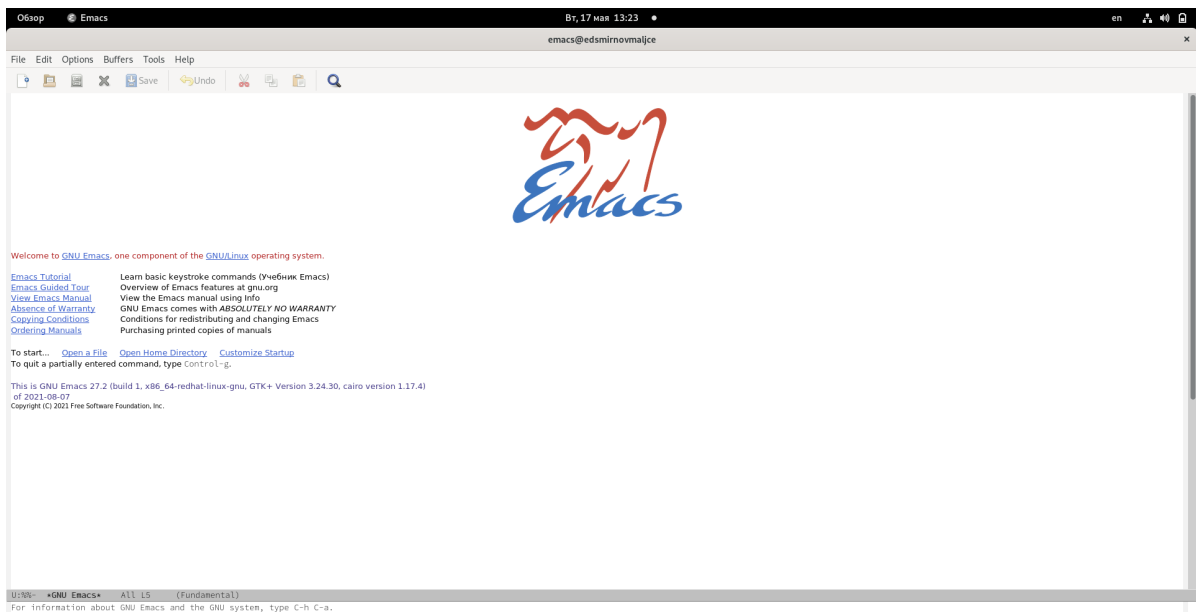 Обзор Emacs Вт, 17 мая 13:23 en
emacs@edsmirnovmaljce ×
File Edit Options Buffers Tools Help
Save Undo
Emacs
Welcome to GNU Emacs, one component of the GNU/Linux operating system.
Emacs Tutorial Learn basic keystroke commands (Учебник Emacs)
Emacs Guided Tour Overview of Emacs features at gnu.org
View Emacs Manual View the Emacs manual using Info
Absence of Warranty GNU Emacs comes with ABSOLUTELY NO WARRANTY
Copying Conditions Conditions for redistributing and changing Emacs
Ordering Manuals Purchasing printed copies of manuals
To start... Open a File Open Home Directory Customize Startup
To quit a partially entered command, type Control-g.
This is GNU Emacs 27.2 (build 1, x86_64-redhat-linux-gnu, GTK+ Version 3.24.30, cairo version 1.17.4)
of 2021-08-07
Copyright (C) 2021 Free Software Foundation, Inc.
U:%%- *GNU Emacs* All L5 (Fundamental)
For information about GNU Emacs and the GNU system, type C-h C-a.